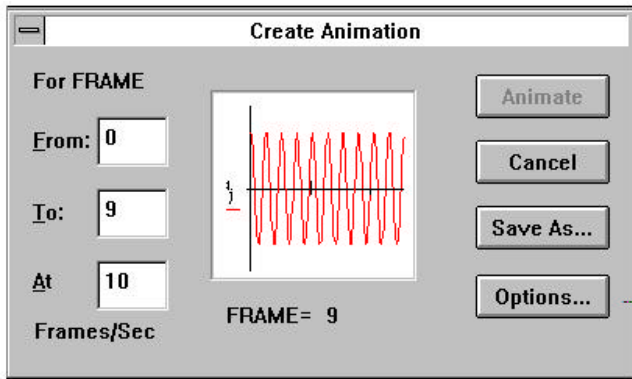 Create Animation
For FRAME
From: 0
To: 9
At 10
Frames/Sec
FRAME= 9
Animate
Cancel
Save As...
Options...